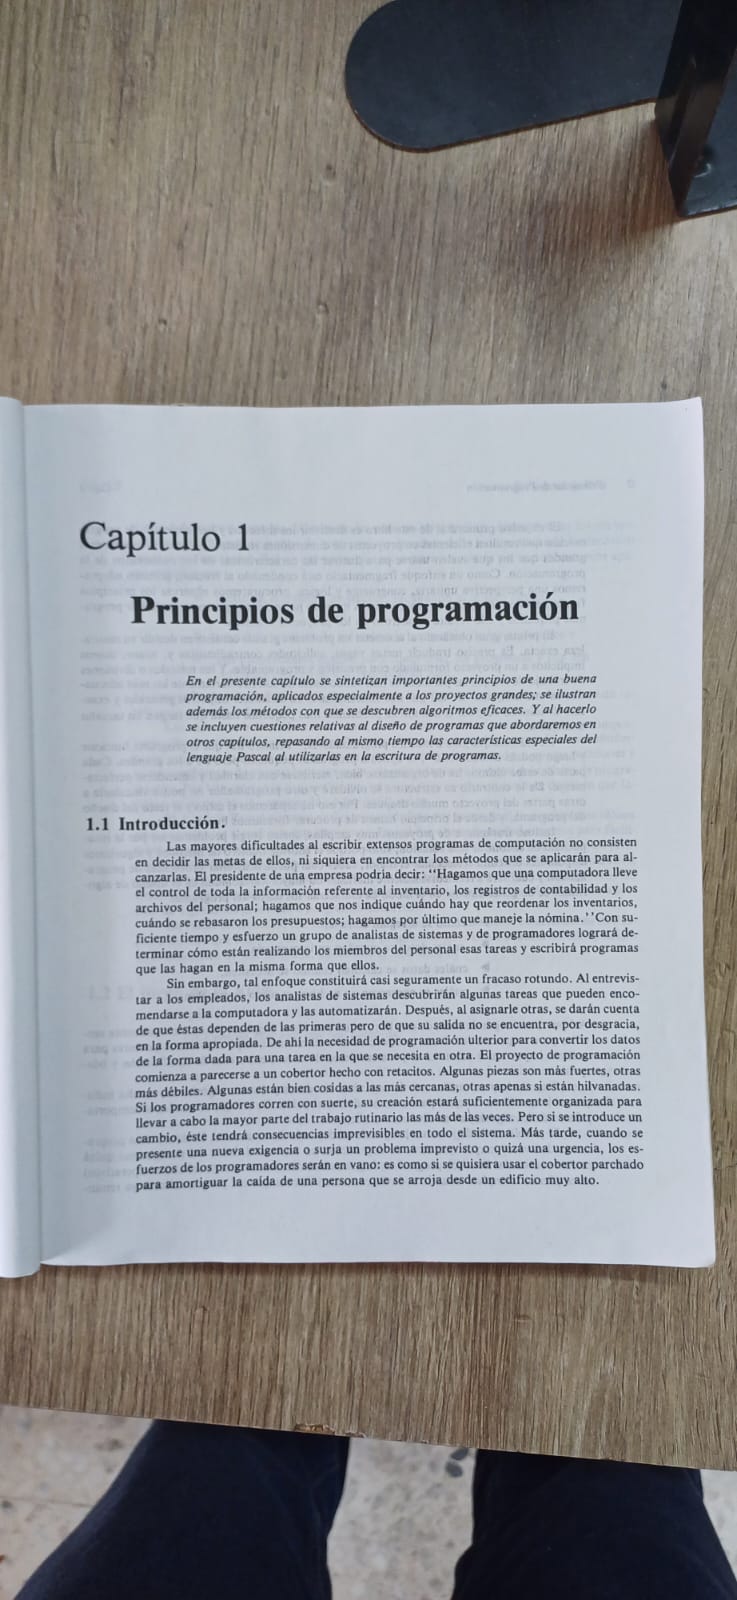 Capítulo 1
Principios de programación
En el presente capítulo se sintetizan importantes principios de una buena
programación, aplicados especialmente a los proyectos grandes; se ilustran
además los métodos con que se descubren algoritmos eficaces. Y al hacerlo
se incluyen cuestiones relativas al diseño de programas que abordaremos en
otros capítulos, repasando al mismo tiempo las características especiales del
lenguaje Pascal al utilizarlas en la escritura de programas.
1.1 Introducción.
Las mayores dificultades al escribir extensos programas de computación no consisten
en decidir las metas de ellos, ni siquiera en encontrar los métodos que se aplicarán para al-
canzarlas. El presidente de una empresa podría decir: ‘‘Hagamos que una computadora lleve
el control de toda la información referente al inventario, los registros de contabilidad y los
archivos del personal; hagamos que nos indique cuándo hay que reordenar los inventarios,
cuándo se rebasaron los presupuestos; hagamos por último que maneje la nómina.’’ Con su-
ficiente tiempo y esfuerzo un grupo de analistas de sistemas y de programadores logrará de-
terminar cómo están realizando los miembros del personal esas tareas y escribirá programas
que las hagan en la misma forma que ellos.
Sin embargo, tal enfoque constituirá casi seguramente un fracaso rotundo. Al entrevis-
tar a los empleados, los analistas de sistemas descubrirán algunas tareas que pueden enco-
mendarse a la computadora y las automatizarán. Después, al asignarle otras, se darán cuenta
de que éstas dependen de las primeras pero de que su salida no se encuentra, por desgracia,
en la forma apropiada. De ahí la necesidad de programación ulterior para convertir los datos
de la forma dada para una tarea en la que se necesita en otra. El proyecto de programación
comienza a parecerse a un cobertor hecho con retacitos. Algunas piezas son más fuertes, otras
más débiles. Algunas están bien cosidas a las más cercanas, otras apenas si están hilvanadas.
Si los programadores corren con suerte, su creación estará suficientemente organizada para
llevar a cabo la mayor parte del trabajo rutinario las más de las veces. Pero si se introduce un
cambio, éste tendrá consecuencias imprevisibles en todo el sistema. Más tarde, cuando se
presente una nueva exigencia o surja un problema imprevisto o quizá una urgencia, los es-
fuerzos de los programadores serán en vano: es como si se quisiera usar el cobertor parchado
para amortiguar la caída de una persona que se arroja desde un edificio muy alto.